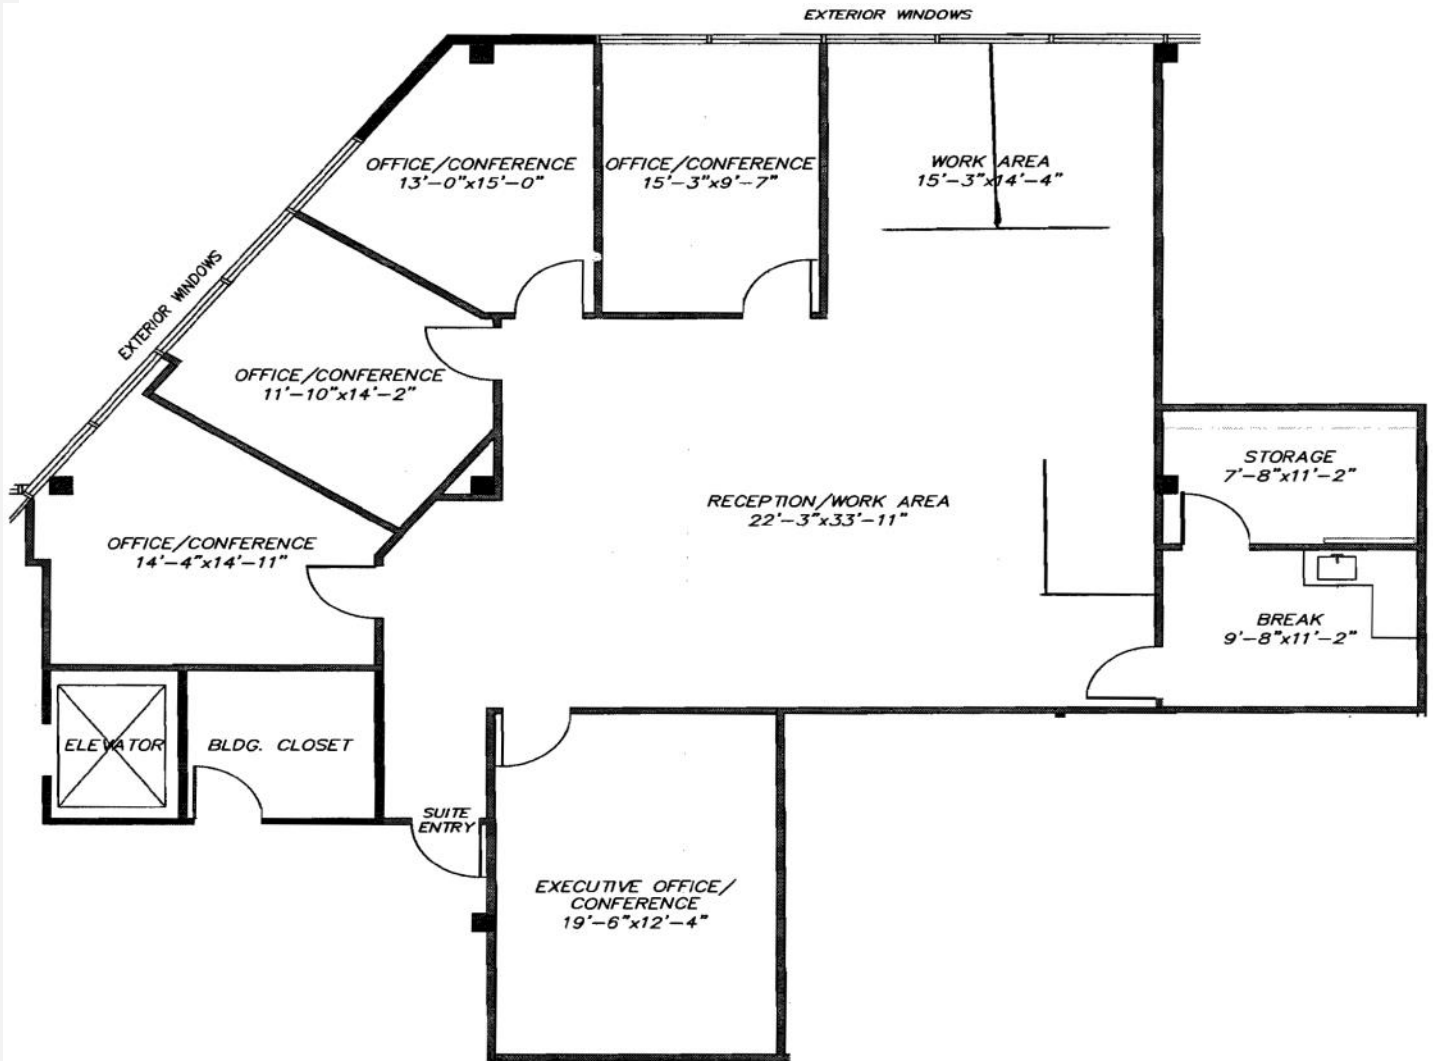 EXTERIOR WINDOWS
OFFICE/CONFERENCE
13'-0"x15'-0"
OFFICE/CONFERENCE
15'-3"x9'-7"
WORK AREA
15'-3"x14'-4"
EXTERIOR WINDOWS
OFFICE/CONFERENCE
11'-10"x14'-2"
STORAGE
7'-8"x11'-2"
RECEPTION/WORK AREA
22'-3"x33'-11"
OFFICE/CONFERENCE
14'-4"x14'-11"
BREAK
9'-8"x11'-2"
ELEVATOR
BLDG. CLOSET
SUITE
ENTRY
EXECUTIVE OFFICE/
CONFERENCE
19'-6"x12'-4"